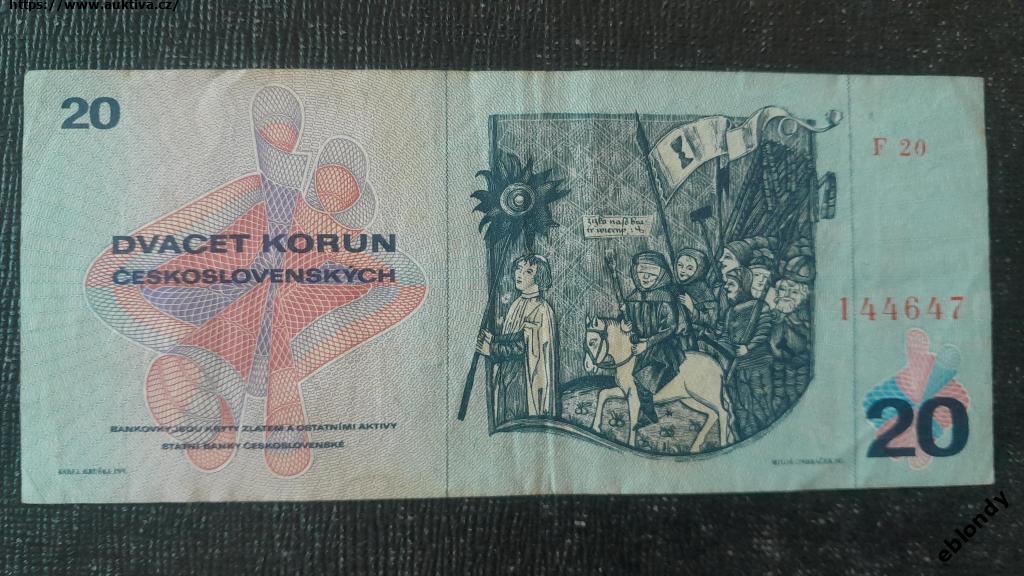 https://www.auktiva.cz/
20
F 20
DVACET KORUN
ČESKOSLOVENSKÝCH
144647
BANKOVKY JSOU KRYTY ZLATEM A OSTATNÍMI AKTIVY
STÁTNÍ BANKY ČESKOSLOVENSKÉ
20
eblondy